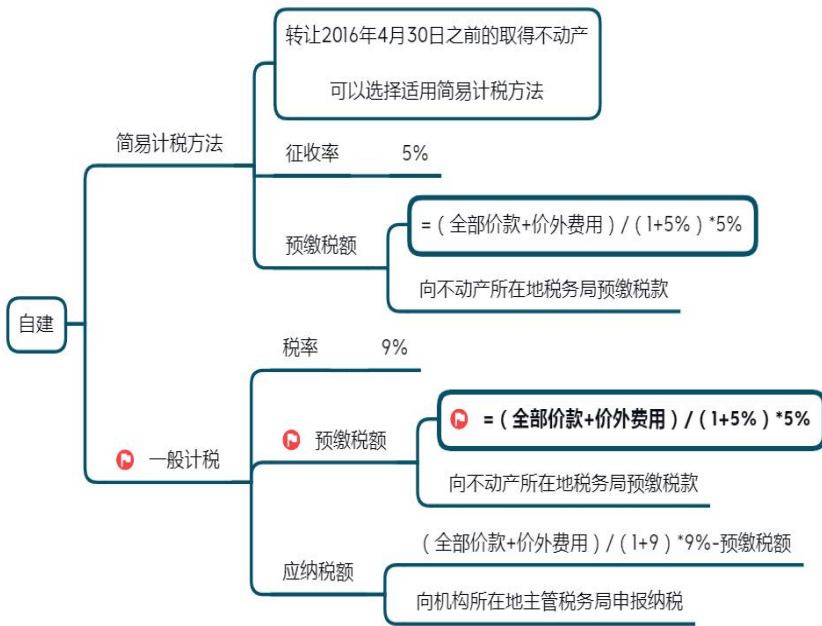 自建
简易计税方法
转让2016年4月30日之前的取得不动产
可以选择适用简易计税方法
征收率 5%
预缴税额
=（全部价款+价外费用）/（1+5%）*5%
向不动产所在地税务局预缴税款
一般计税
税率 9%
预缴税额
=（全部价款+价外费用）/（1+5%）*5%
向不动产所在地税务局预缴税款
应纳税额
（全部价款+价外费用）/（1+9）*9%-预缴税额
向机构所在地主管税务局申报纳税